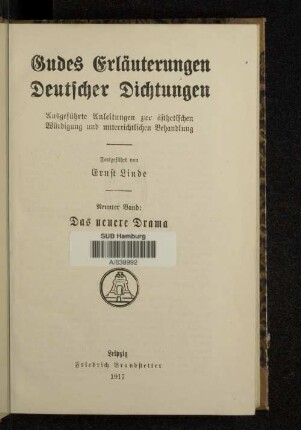 Gudes Erläuterungen
Deutscher Dichtungen
Ausgeführte Anleitungen zur ästhetischen
Würdigung und unterrichtlichen Behandlung
Fortgeführt von
Ernst Linde
Neunter Band:
Das neuere Drama
SUB Hamburg
A/638992
Leipzig
Friedrich Brandstetter
1917